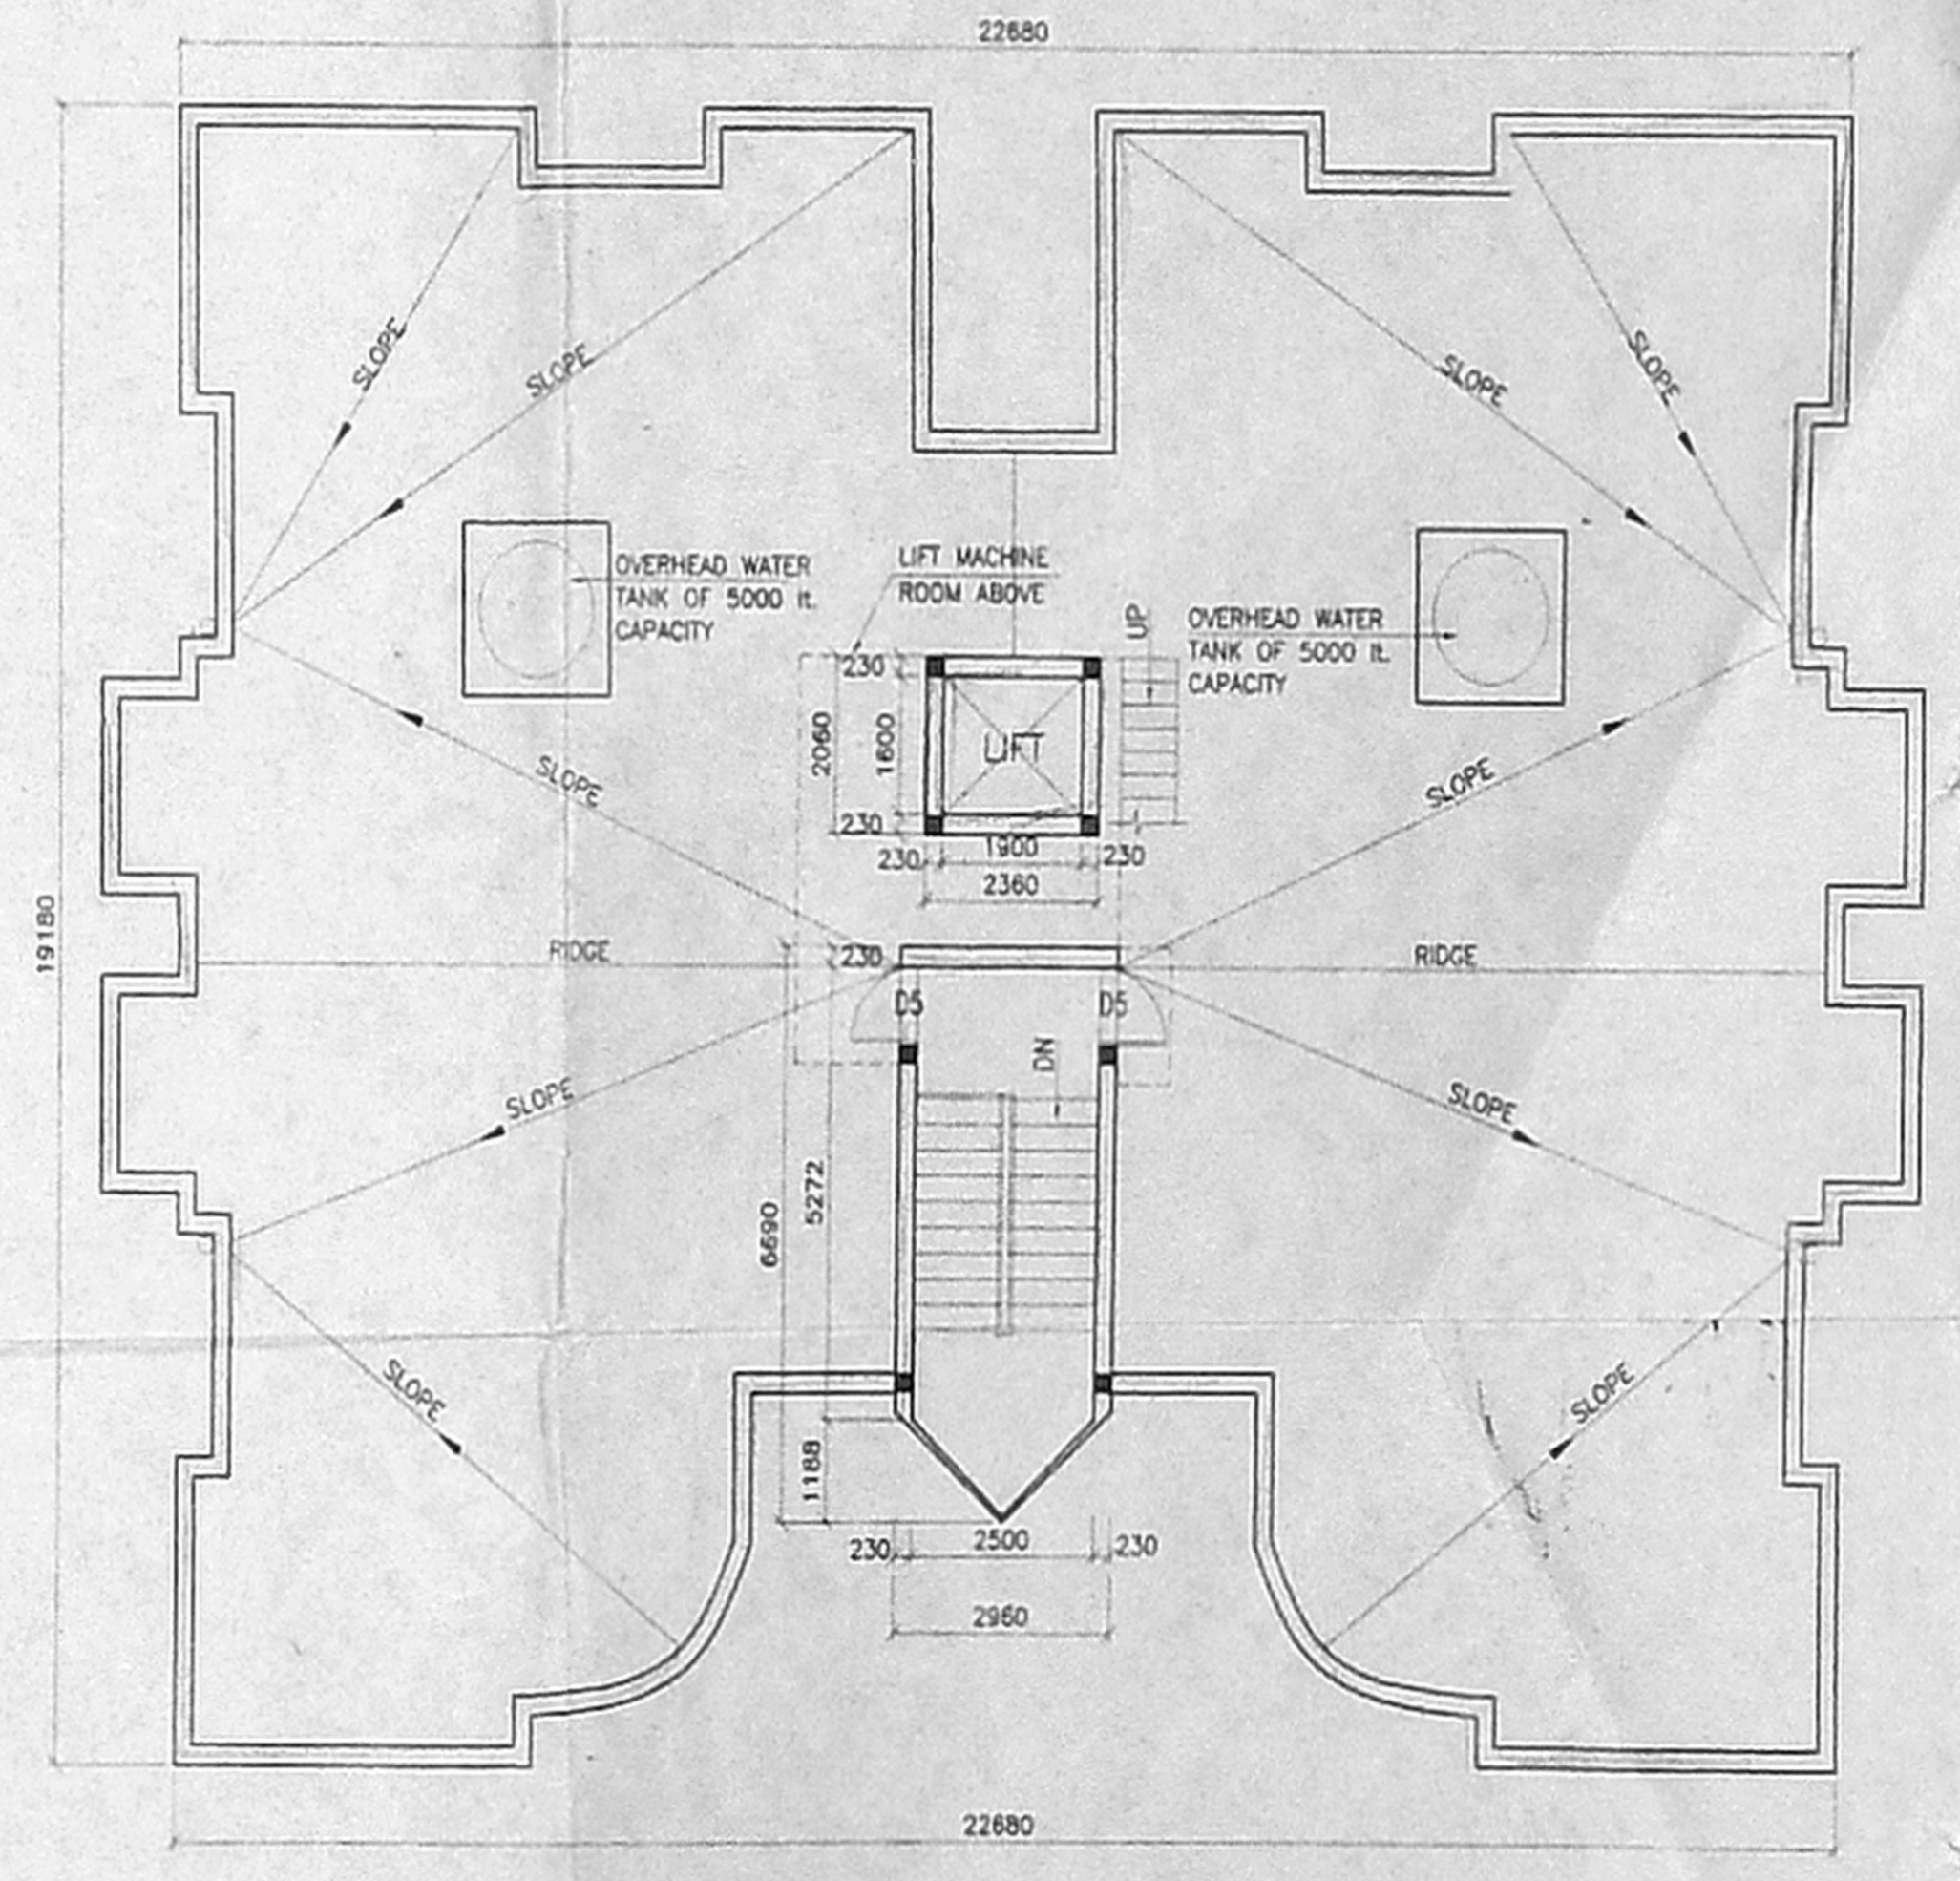 22680
SLOPE
SLOPE
SLOPE
SLOPE
OVERHEAD WATER
TANK OF 5000 lt.
CAPACITY
LIFT MACHINE
ROOM ABOVE
UP
OVERHEAD WATER
TANK OF 5000 lt.
CAPACITY
230
2060
1600
LIFT
230
230
1900
230
2360
SLOPE
SLOPE
19180
RIDGE
230
RIDGE
D5
D5
DN
SLOPE
SLOPE
6690
5272
SLOPE
SLOPE
1188
230
2500
230
2960
22680